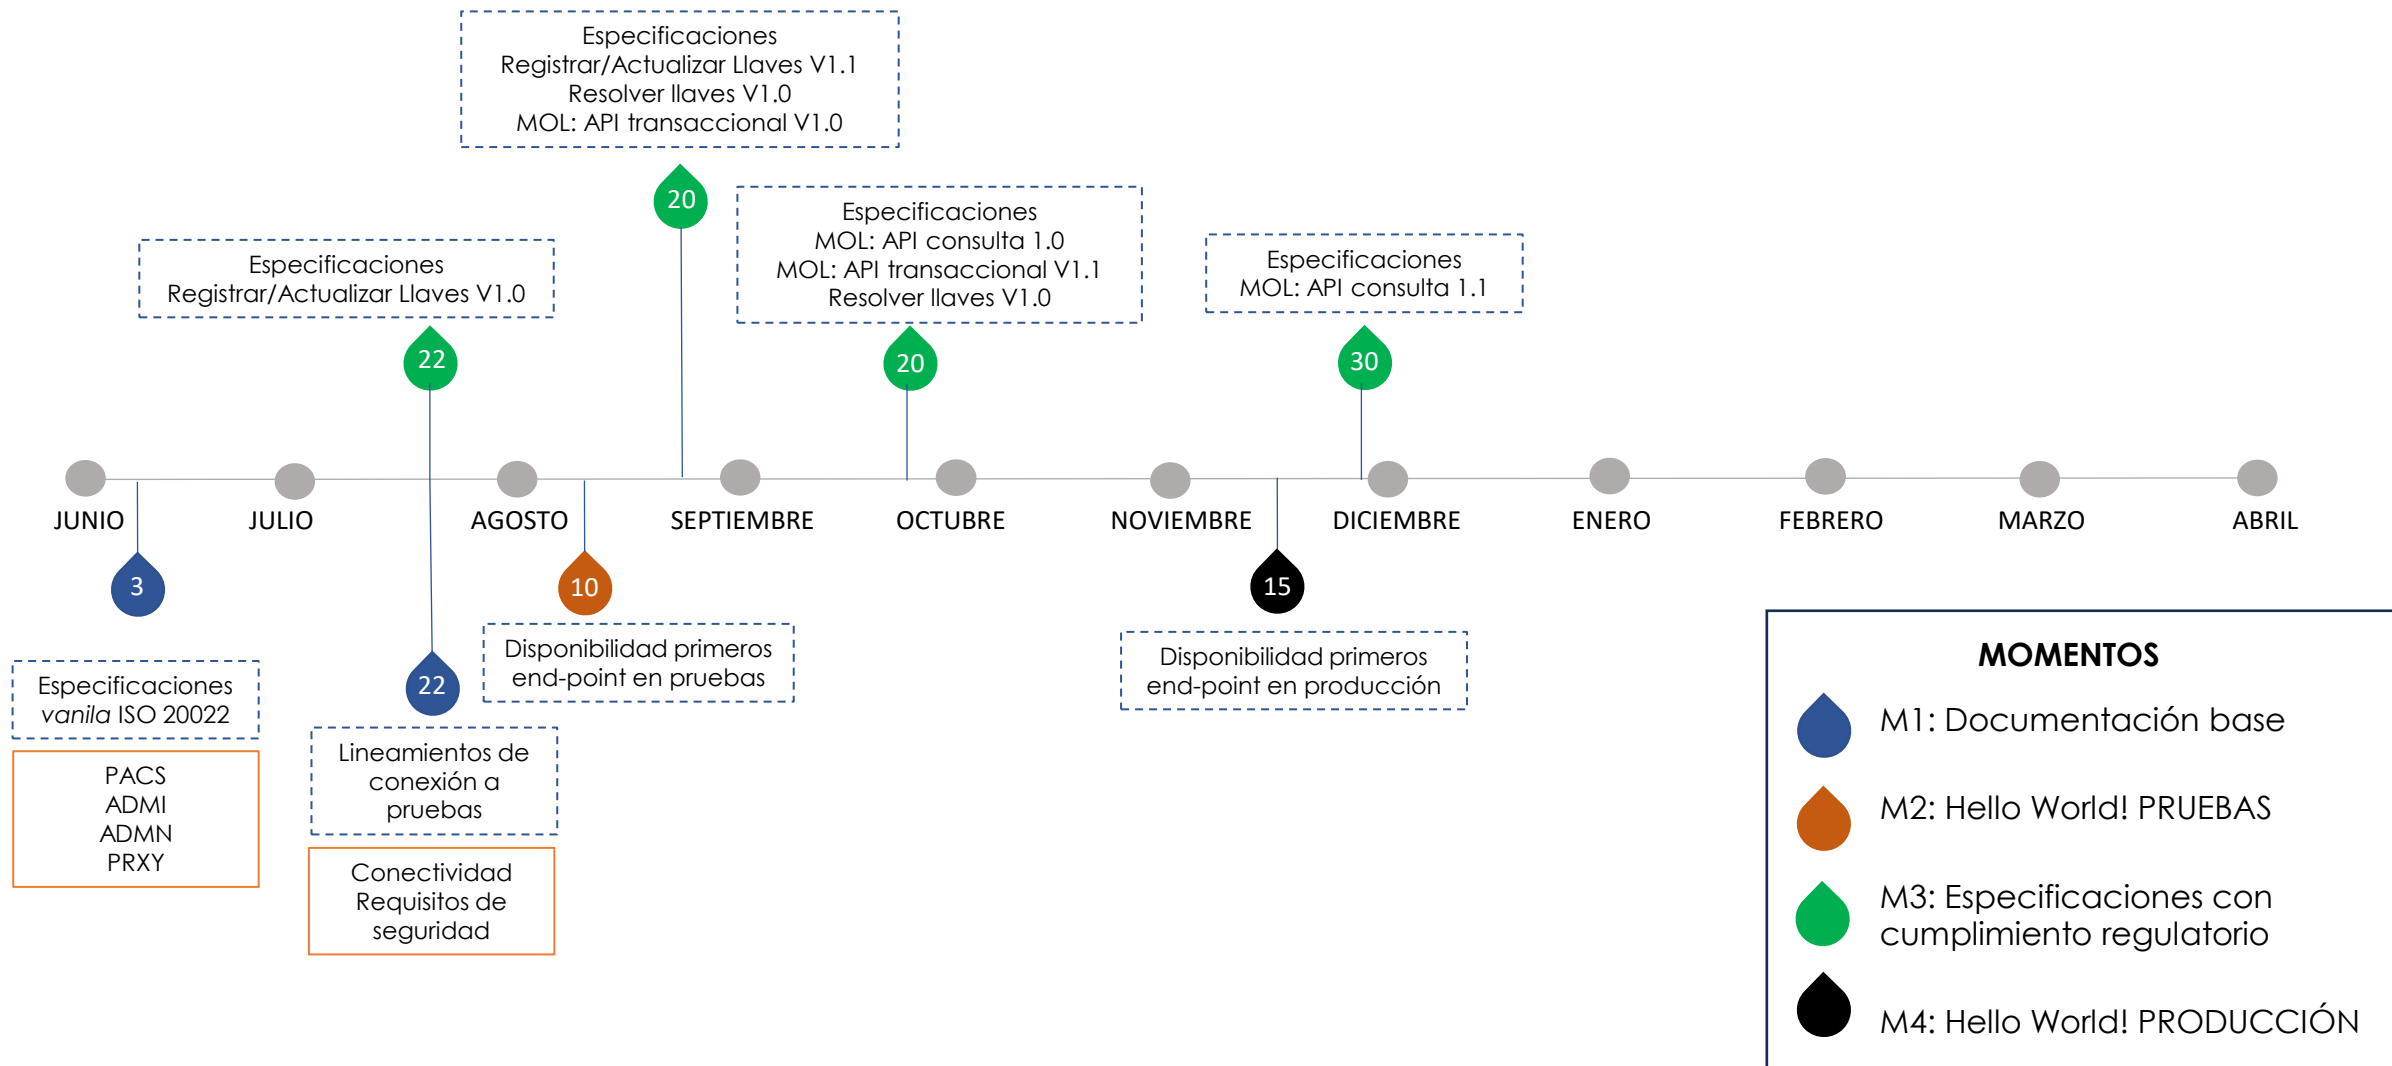 Especificaciones
Registrar/Actualizar Llaves V1.1
Resolver llaves V1.0
MOL: API transaccional V1.0
20
Especificaciones
MOL: API consulta 1.0
MOL: API transaccional V1.1
Resolver llaves V1.0
20
Especificaciones
Registrar/Actualizar Llaves V1.0
22
Especificaciones
MOL: API consulta 1.1
30
JUNIO
JULIO
AGOSTO
SEPTIEMBRE
OCTUBRE
NOVIEMBRE
DICIEMBRE
ENERO
FEBRERO
MARZO
ABRIL
3
Especificaciones
vanila ISO 20022
PACS
ADMI
ADMN
PRXY
22
Lineamientos de
conexión a
pruebas
Conectividad
Requisitos de
seguridad
10
Disponibilidad primeros
end-point en pruebas
15
Disponibilidad primeros
end-point en producción
MOMENTOS
M1: Documentación base
M2: Hello World! PRUEBAS
M3: Especificaciones con
cumplimiento regulatorio
M4: Hello World! PRODUCCIÓN